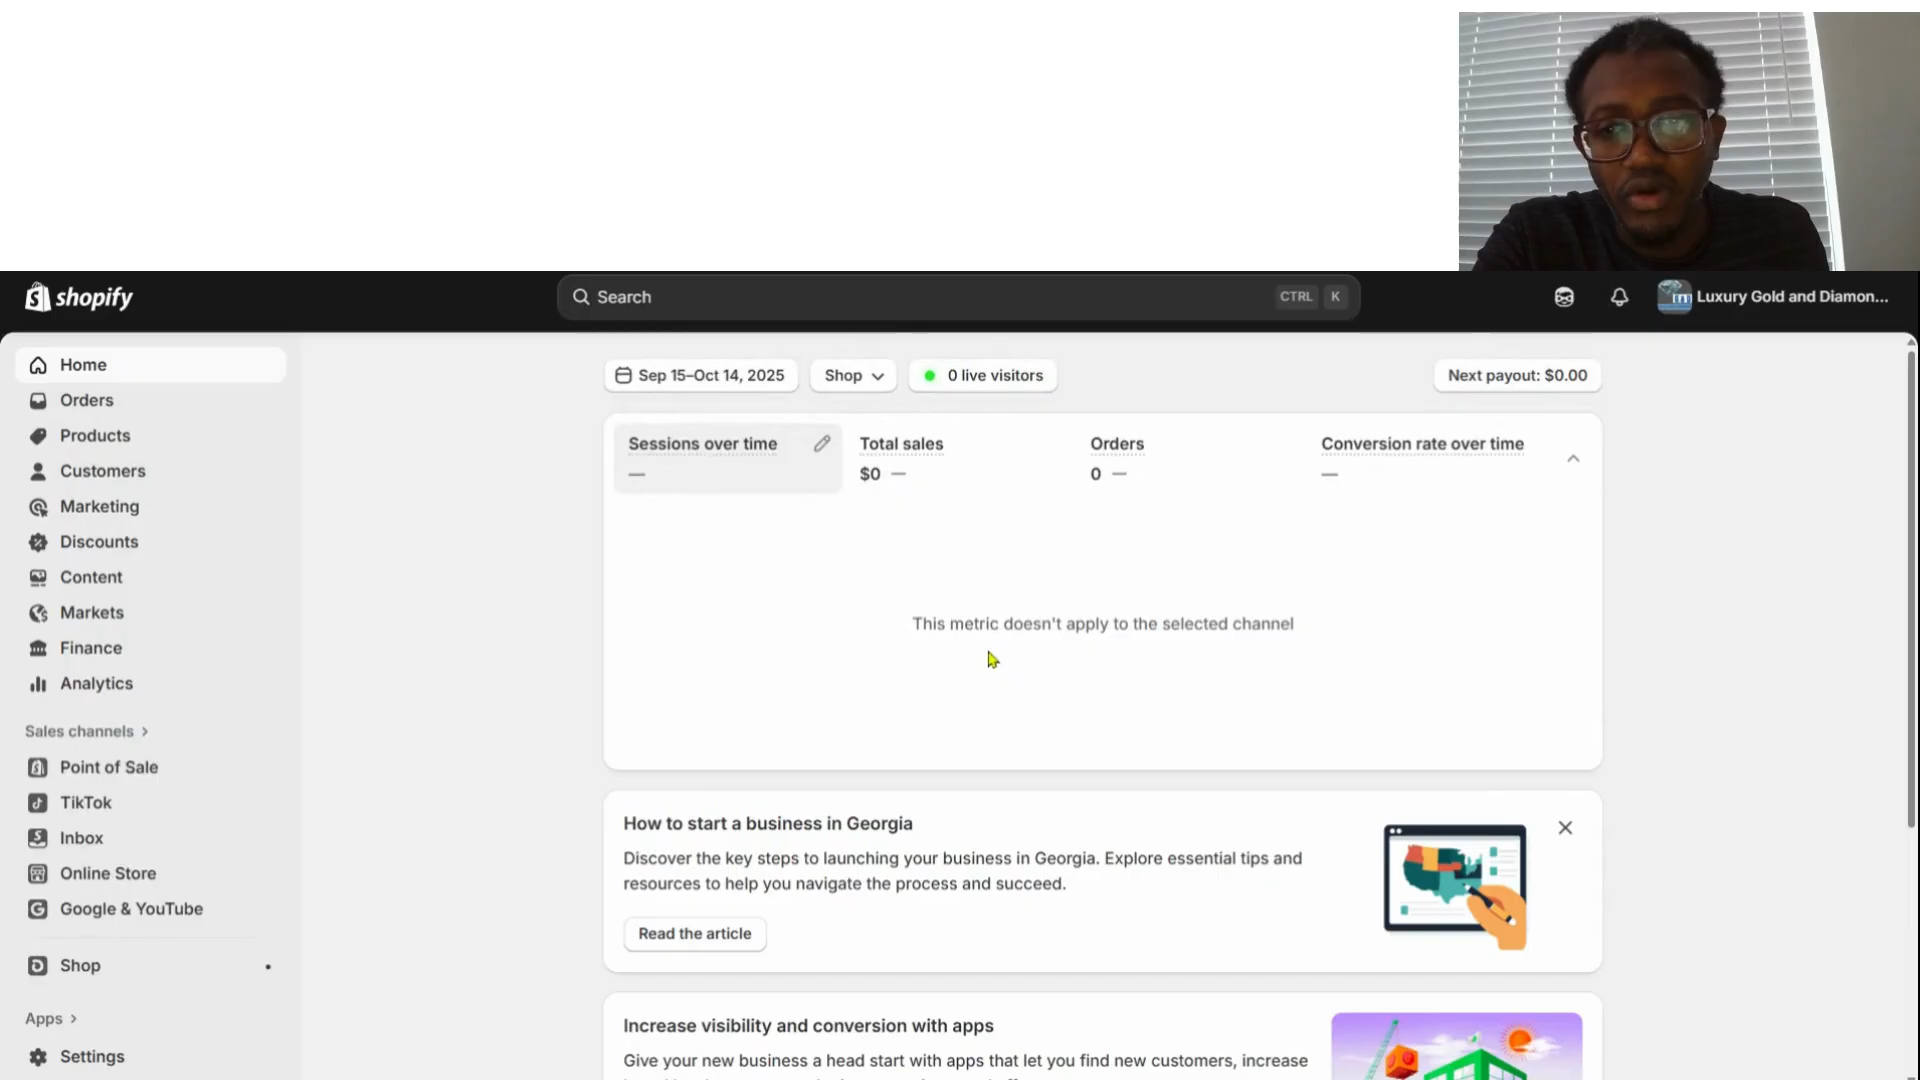 shopify
Search
CTRL K
Luxury Gold and Diamon...
Home
Orders
Products
Customers
Marketing
Discounts
Content
Markets
Finance
Analytics
Sales channels
Point of Sale
TikTok
Inbox
Online Store
Google & YouTube
Shop
Apps
Settings
Sep 15–Oct 14, 2025
Shop
0 live visitors
Next payout: $0.00
Sessions over time
—
Total sales
$0 —
Orders
0 —
Conversion rate over time
—
This metric doesn't apply to the selected channel
How to start a business in Georgia
Discover the key steps to launching your business in Georgia. Explore essential tips and
resources to help you navigate the process and succeed.
Read the article
Increase visibility and conversion with apps
Give your new business a head start with apps that let you find new customers, increase